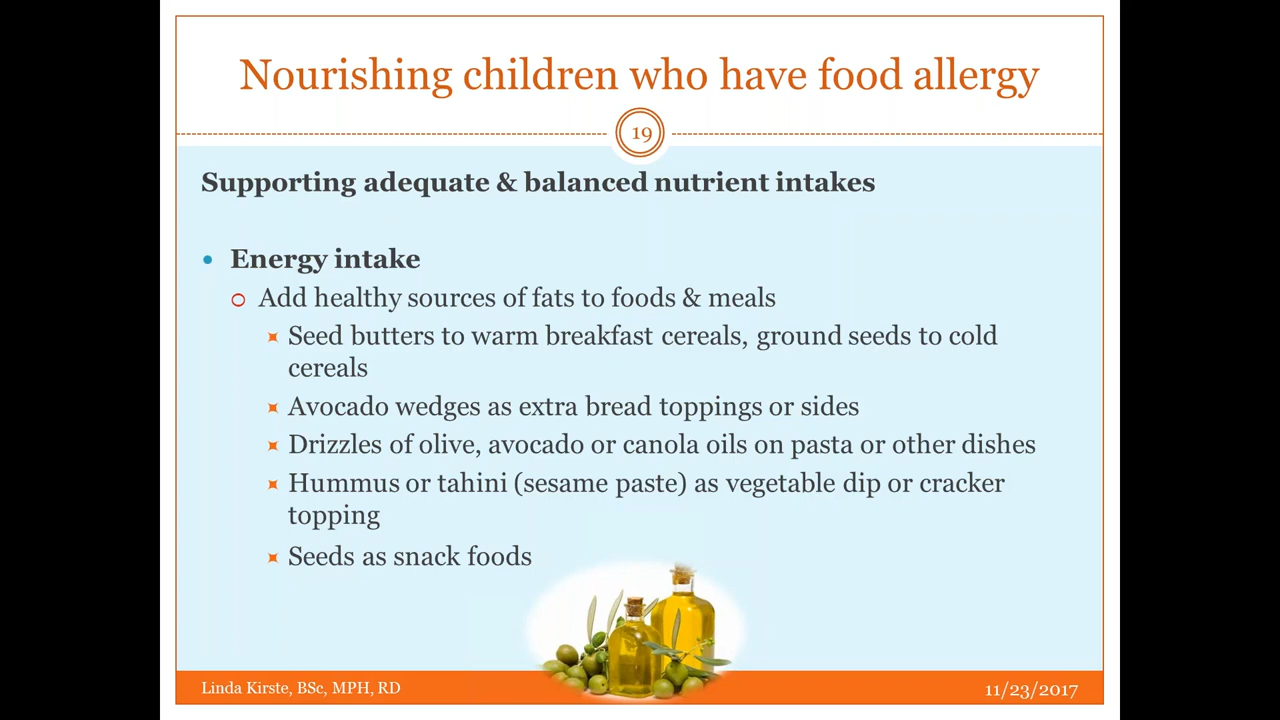 Nourishing children who have food allergy
19
Supporting adequate & balanced nutrient intakes
Energy intake
Add healthy sources of fats to foods & meals
Seed butters to warm breakfast cereals, ground seeds to cold
cereals
Avocado wedges as extra bread toppings or sides
Drizzles of olive, avocado or canola oils on pasta or other dishes
Hummus or tahini (sesame paste) as vegetable dip or cracker
topping
Seeds as snack foods
Linda Kirste, BSc, MPH, RD
11/23/2017